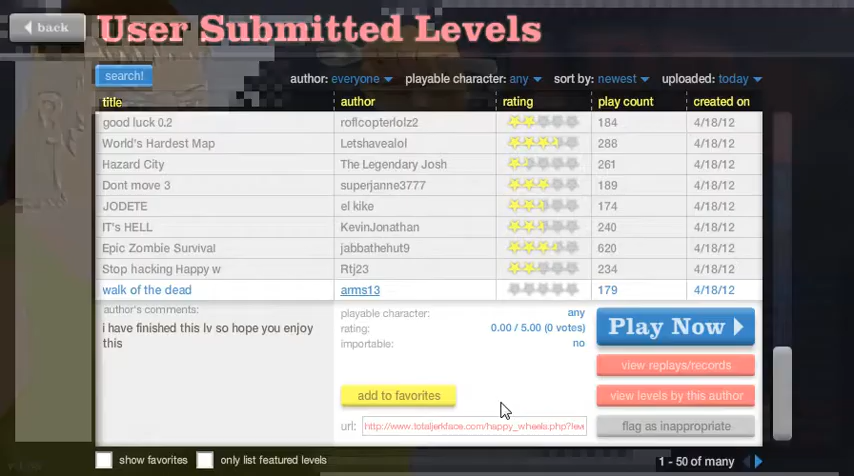 back
User Submitted Levels
search!
author: everyone playable character: any sort by: newest uploaded: today
title author rating play count created on
good luck 0.2 roflcopterlolz2 184 4/18/12
World's Hardest Map Letshavealol 288 4/18/12
Hazard City The Legendary Josh 261 4/18/12
Dont move 3 superjanne3777 189 4/18/12
JODETE el kike 174 4/18/12
IT's HELL KevinJonathan 240 4/18/12
Epic Zombie Survival jabbathehut9 620 4/18/12
Stop hacking Happy w Rtj23 234 4/18/12
walk of the dead arms13 179 4/18/12
author's comments:
i have finished this lv so hope you enjoy
this
playable character: any
rating: 0.00 / 5.00 (0 votes)
importable: no
add to favorites
url: http://www.totaljerkface.com/happy_wheels.php?leve
Play Now
view replays/records
view levels by this author
flag as inappropriate
show favorites only list featured levels 1 - 50 of many